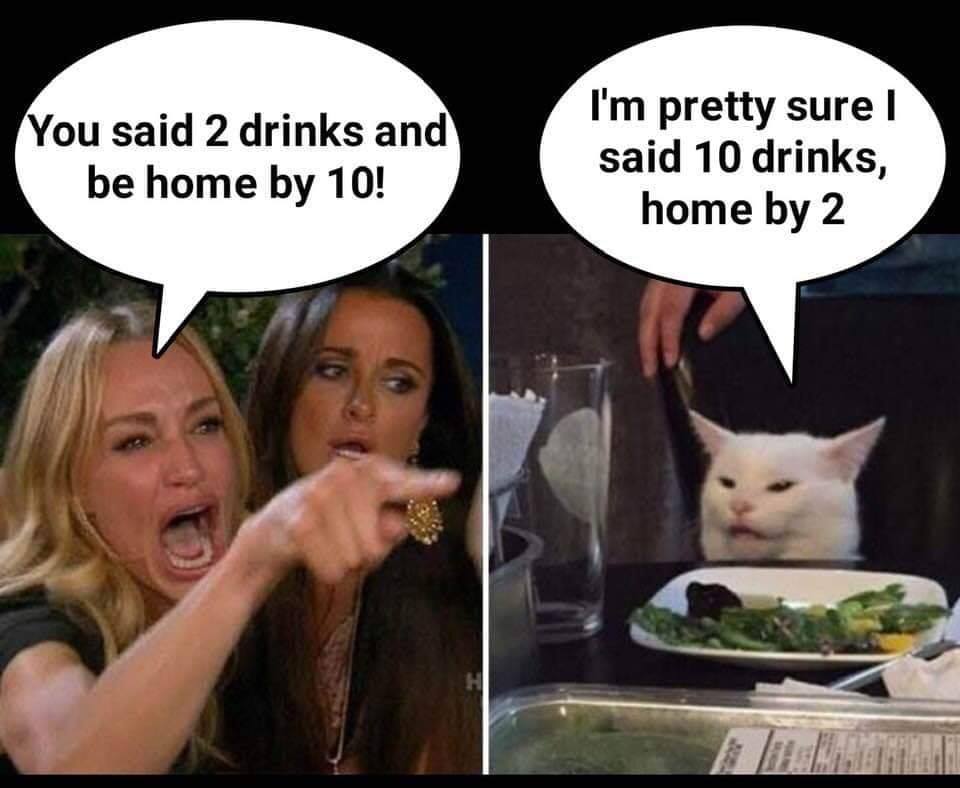 You said 2 drinks and
be home by 10!
I'm pretty sure I
said 10 drinks,
home by 2
H